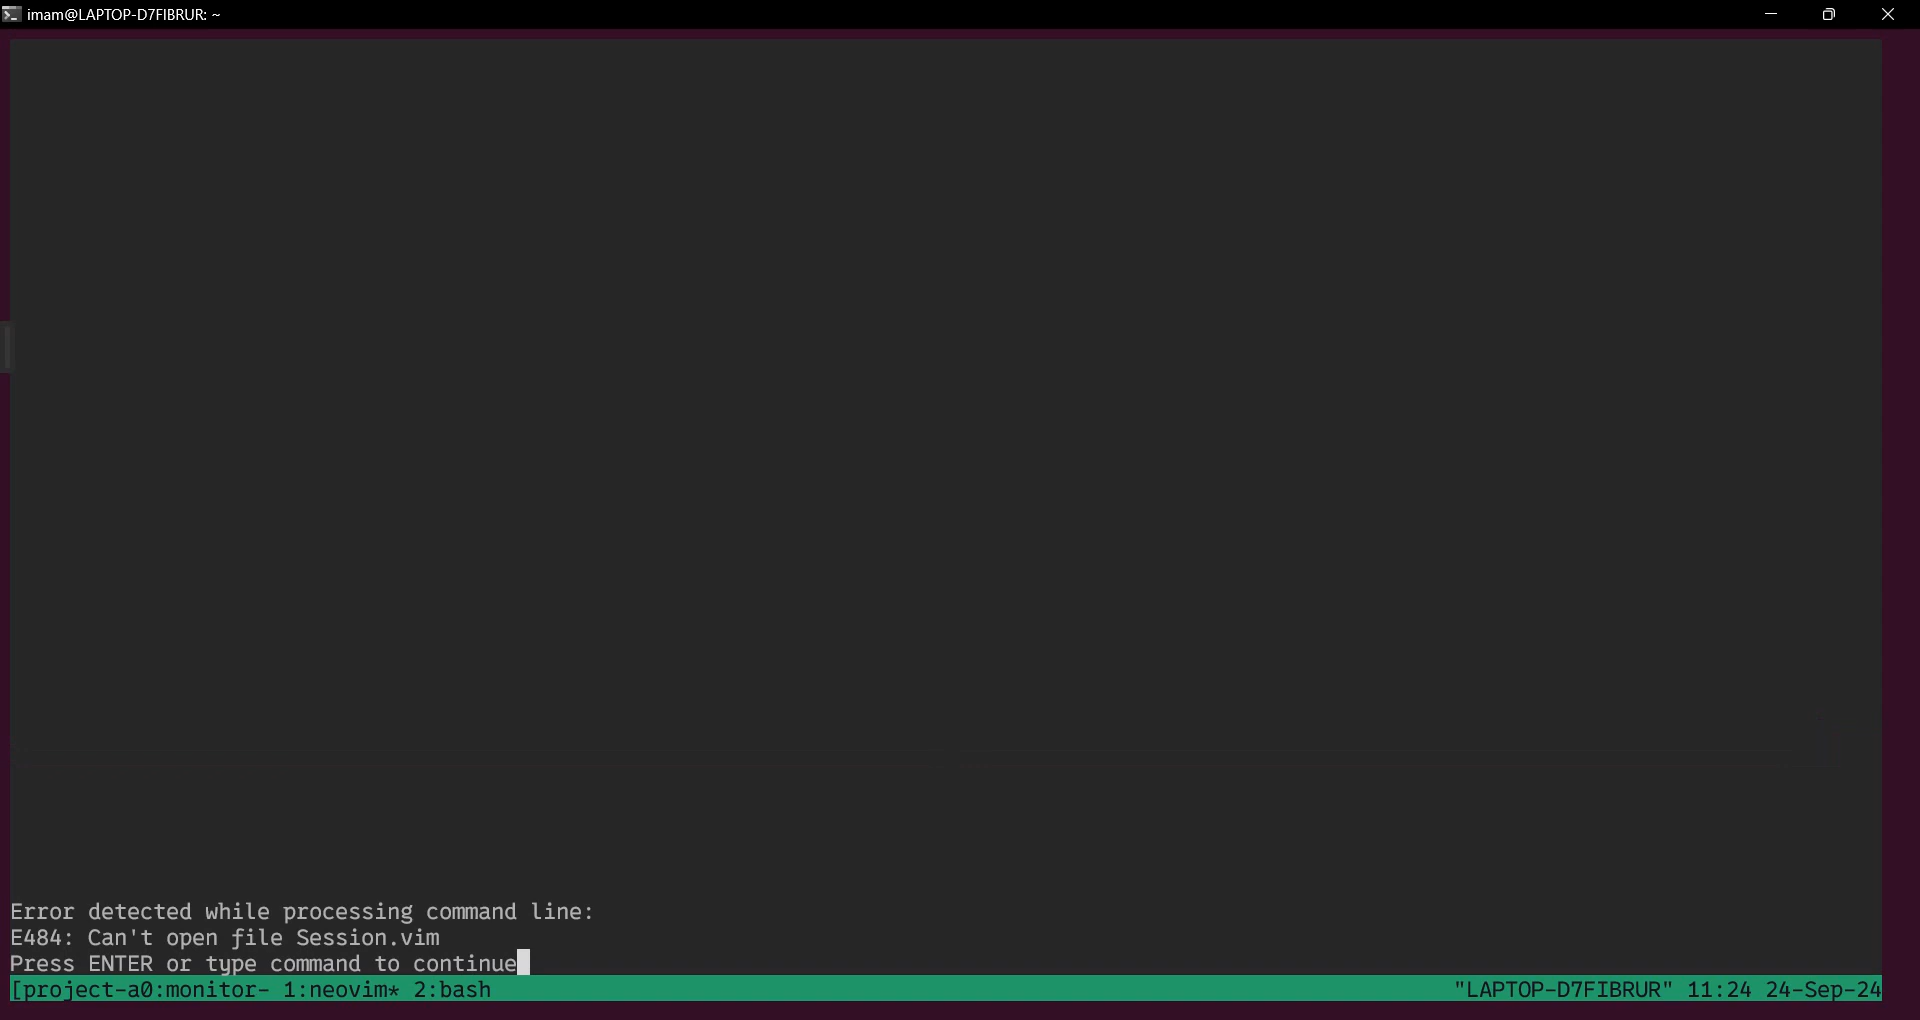 imam@LAPTOP-D7FIBRUR: ~
Error detected while processing command line:
E484: Can't open file Session.vim
Press ENTER or type command to continue
[project-a0:monitor- 1:neovim* 2:bash "LAPTOP-D7FIBRUR" 11:24 24-Sep-24